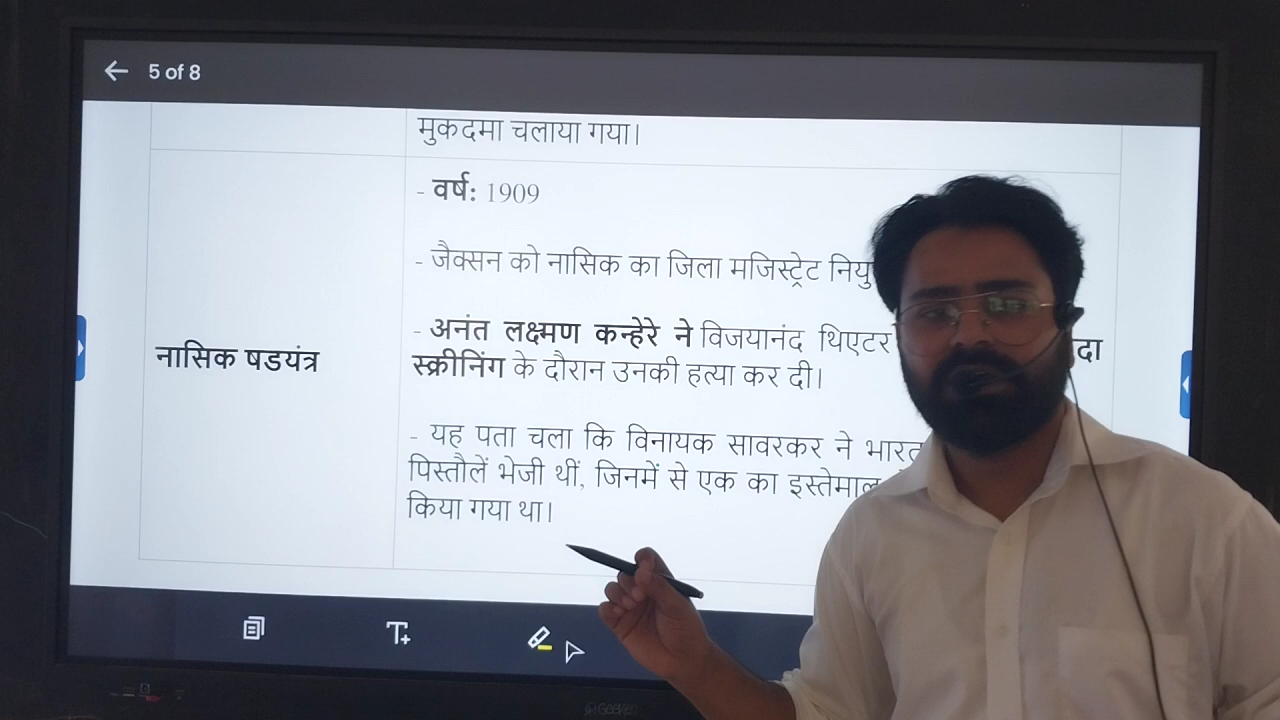 5 of 8
मुकदमा चलाया गया।
- वर्ष: 1909
- जैक्सन को नासिक का जिला मजिस्ट्रेट
- अनंत लक्ष्मण कन्हेरे ने विजयानंद थिएटर
नासिक षडयंत्र
स्क्रीनिंग के दौरान उनकी हत्या कर दी।
- यह पता चला कि विनायक सावरकर ने
पिस्तौलें भेजी थीं, जिनमें से एक का इस्तेमाल
किया गया था।